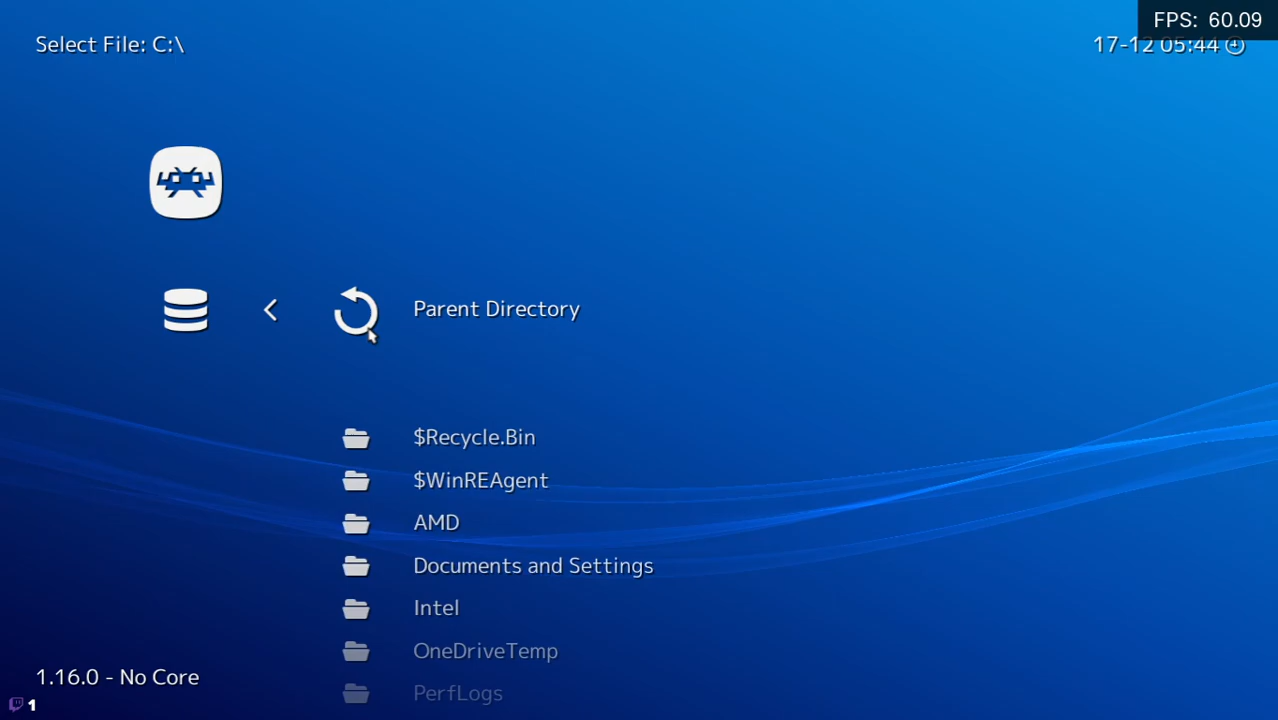 FPS: 60.09
Select File: C:\
17-12 05:44
Parent Directory
$Recycle.Bin
$WinREAgent
AMD
Documents and Settings
Intel
OneDriveTemp
PerfLogs
1.16.0 - No Core
1